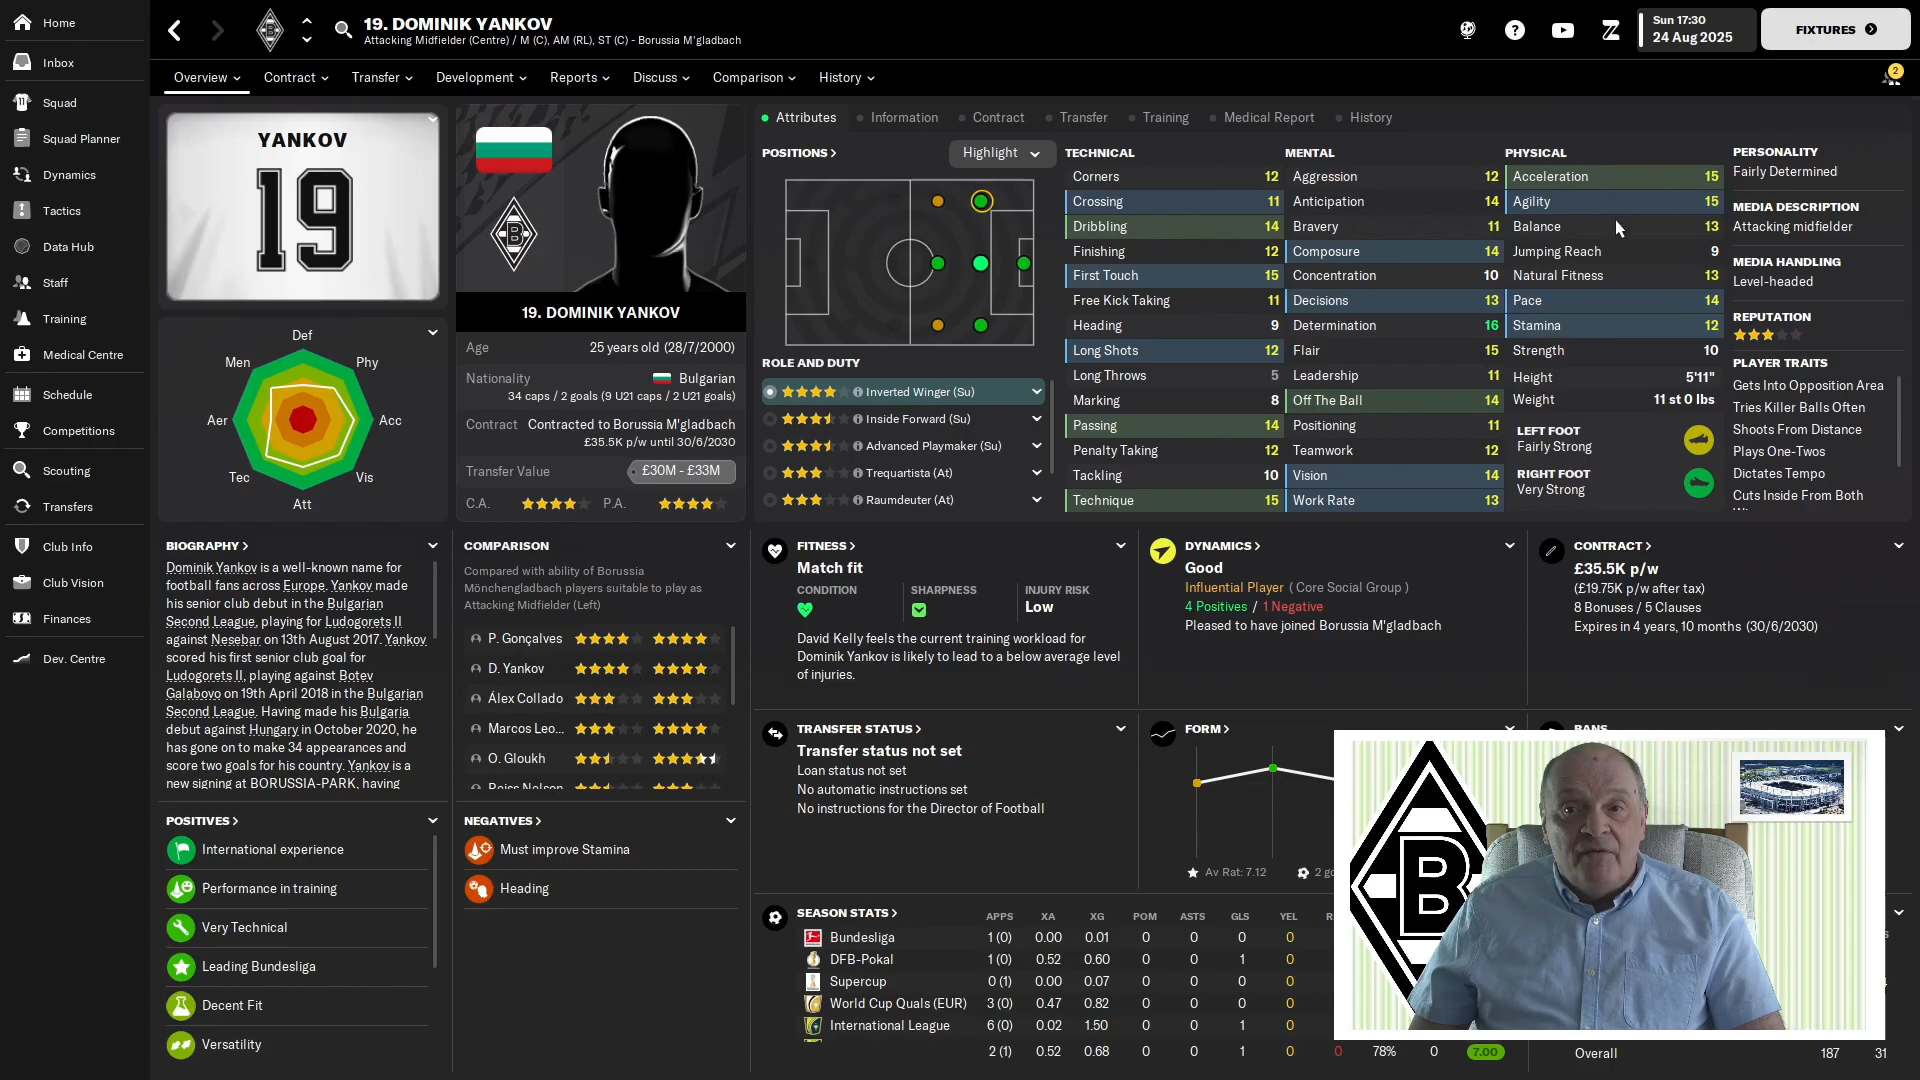 Home
Inbox
Squad
Squad Planner
Dynamics
Tactics
Data Hub
Staff
Training
Medical Centre
Schedule
Competitions
Scouting
Transfers
Club Info
Club Vision
Finances
Dev. Centre
19. DOMINIK YANKOV
Attacking Midfielder (Centre) / M (C), AM (RL), ST (C) - Borussia M'gladbach
Sun 17:30
24 Aug 2025
FIXTURES
Overview Contract Transfer Development Reports Discuss Comparison History
2
YANKOV
19
Def
Men Phy
Aer Acc
Tec Vis
Att
19. DOMINIK YANKOV
Age 25 years old (28/7/2000)
Nationality Bulgarian
34 caps / 2 goals (9 U21 caps / 2 U21 goals)
Contract Contracted to Borussia M'gladbach
£35.5K p/w until 30/6/2030
Transfer Value £30M - £33M
C.A. P.A.
Attributes Information Contract Transfer Training Medical Report History
POSITIONS
Highlight
ROLE AND DUTY
Inverted Winger (Su)
Inside Forward (Su)
Advanced Playmaker (Su)
Trequartista (At)
Raumdeuter (At)
TECHNICAL
Corners 12
Crossing 11
Dribbling 14
Finishing 12
First Touch 15
Free Kick Taking 11
Heading 9
Long Shots 12
Long Throws 5
Marking 8
Passing 14
Penalty Taking 12
Tackling 10
Technique 15
MENTAL
Aggression 12
Anticipation 14
Bravery 11
Composure 14
Concentration 10
Decisions 13
Determination 16
Flair 15
Leadership 11
Off The Ball 14
Positioning 11
Teamwork 12
Vision 14
Work Rate 13
PHYSICAL
Acceleration 15
Agility 15
Balance 13
Jumping Reach 9
Natural Fitness 13
Pace 14
Stamina 12
Strength 10
Height 5'11"
Weight 11 st 0 lbs
LEFT FOOT
Fairly Strong
RIGHT FOOT
Very Strong
PERSONALITY
Fairly Determined
MEDIA DESCRIPTION
Attacking midfielder
MEDIA HANDLING
Level-headed
REPUTATION
PLAYER TRAITS
Gets Into Opposition Area
Tries Killer Balls Often
Shoots From Distance
Plays One-Twos
Dictates Tempo
Cuts Inside From Both
BIOGRAPHY
Dominik Yankov is a well-known name for
football fans across Europe. Yankov made
his senior club debut in the Bulgarian
Second League, playing for Ludogorets II
against Nesebar on 13th August 2017. Yankov
scored his first senior club goal for
Ludogorets II, playing against Botev
Galabovo on 19th April 2018 in the Bulgarian
Second League. Having made his Bulgaria
debut against Hungary in October 2020, he
has gone on to make 34 appearances and
score two goals for his country. Yankov is a
new signing at BORUSSIA-PARK, having
COMPARISON
Compared with ability of Borussia
Mönchengladbach players suitable to play as
Attacking Midfielder (Left)
P. Gonçalves
D. Yankov
Álex Collado
Marcos Leo...
O. Gloukh
Reiss Nelson
FITNESS
Match fit
CONDITION SHARPNESS INJURY RISK
Low
David Kelly feels the current training workload for
Dominik Yankov is likely to lead to a below average level
of injuries.
DYNAMICS
Good
Influential Player ( Core Social Group )
4 Positives / 1 Negative
Pleased to have joined Borussia M'gladbach
CONTRACT
£35.5K p/w
(£19.75K p/w after tax)
8 Bonuses / 5 Clauses
Expires in 4 years, 10 months (30/6/2030)
TRANSFER STATUS
Transfer status not set
Loan status not set
No automatic instructions set
No instructions for the Director of Football
FORM
Av Rat: 7.12 2 go
BANS
POSITIVES
International experience
Performance in training
Very Technical
Leading Bundesliga
Decent Fit
Versatility
NEGATIVES
Must improve Stamina
Heading
SEASON STATS APPS XA XG POM ASTS GLS YEL R
Bundesliga 1 (0) 0.00 0.01 0 0 0 0
DFB-Pokal 1 (0) 0.52 0.60 0 0 1 0
Supercup 0 (1) 0.00 0.07 0 0 0 0
World Cup Quals (EUR) 3 (0) 0.47 0.82 0 0 0 0
International League 6 (0) 0.02 1.50 0 0 1 0
2 (1) 0.52 0.68 0 0 1 0 0 78% 0 7.00
Overall 187 31
B